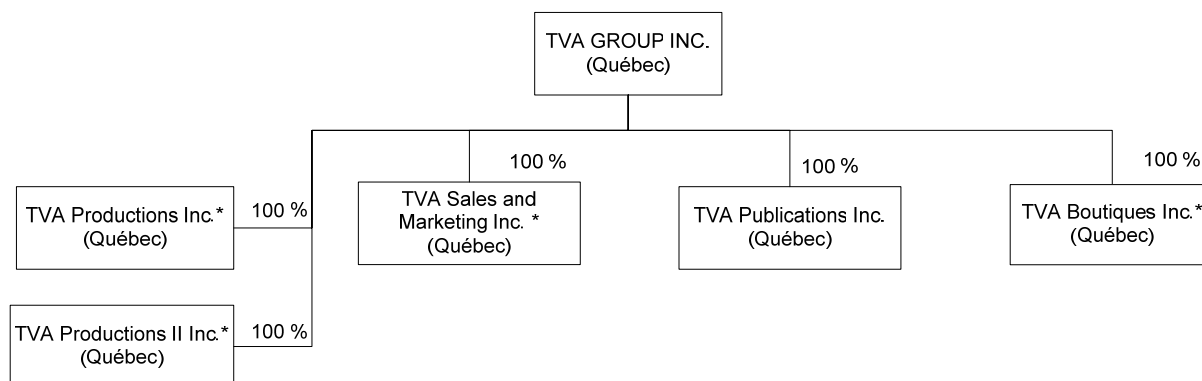 TVA GROUP INC.
(Québec)
100 %
100 %
100 %
TVA Productions Inc.*
(Québec)
100 %
TVA Sales and
Marketing Inc. *
(Québec)
TVA Publications Inc.
(Québec)
TVA Boutiques Inc.*
(Québec)
TVA Productions II Inc.*
(Québec)
100 %